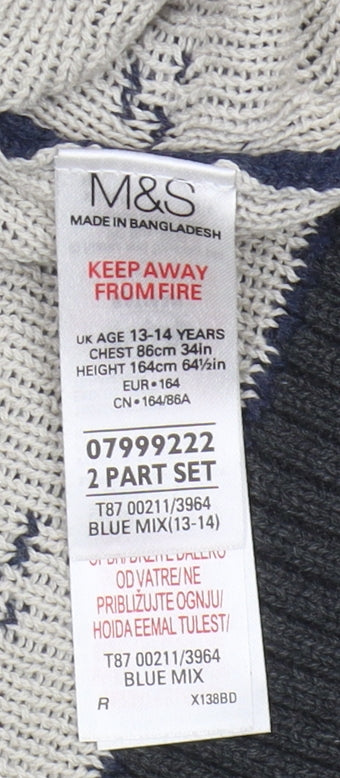 M&S
MADE IN BANGLADESH
KEEP AWAY
FROM FIRE
UK AGE 13-14 YEARS
CHEST 86cm 34in
HEIGHT 164cm 64½in
EUR • 164
CN • 164/86A
07999222
2 PART SET
T87 00211/3964
BLUE MIX(13-14)
OD VATRE/ NE
PRIBLIŽUJTE OGNJU/
HOIDA EEMAL TULEST/
T87 00211/3964
BLUE MIX
R X138BD